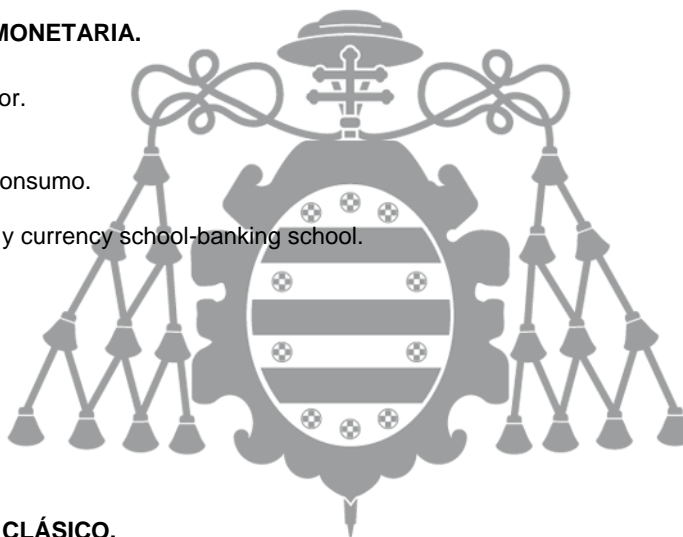 MONETARIA.
or.
onsumo.
y currency school-banking school.
CLÁSICO.